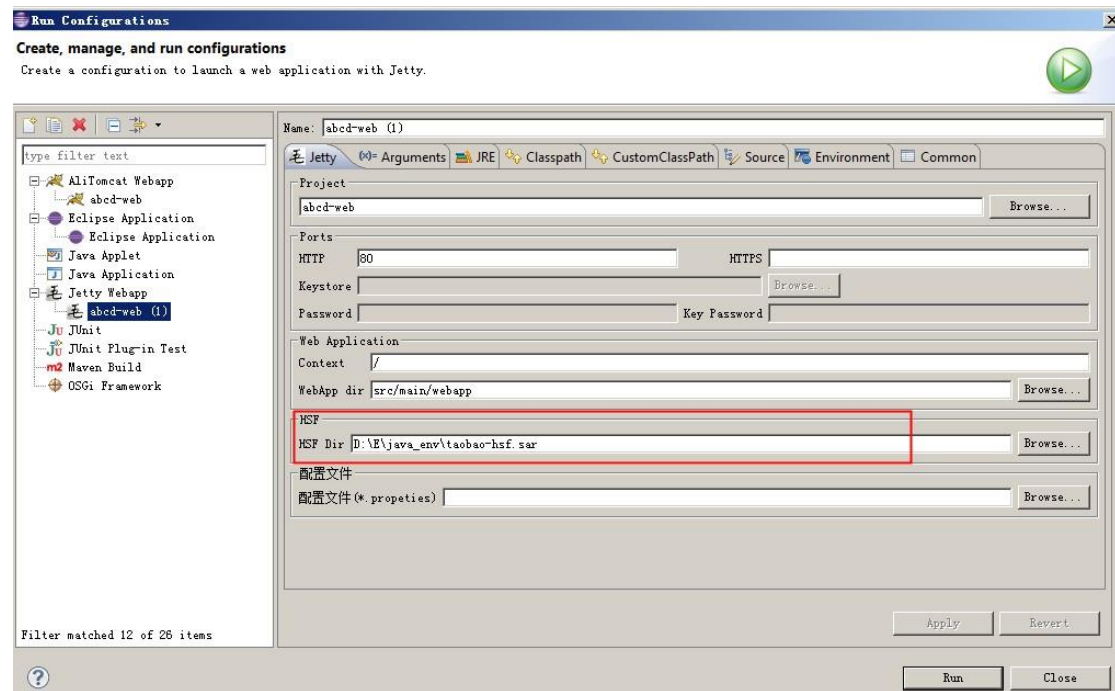 Run Configurations
Create, manage, and run configurations
Create a configuration to launch a web application with Jetty.
type filter text
AliTomcat Webapp
abcd-web
Eclipse Application
Eclipse Application
Java Applet
Java Application
Jetty Webapp
abcd-web (1)
JUnit
JUnit Plug-in Test
Maven Build
OSGi Framework
Filter matched 12 of 26 items
Name: abcd-web (1)
Jetty Arguments JRE Classpath CustomClassPath Source Environment Common
Project
abcd-web Browse...
Ports
HTTP 80 HTTPS
Keystore Browse...
Password Key Password
Web Application
Context /
WebApp dir src/main/webapp Browse...
HSF
HSF Dir D:\E\java_env\taobao-hsf.sar Browse...
配置文件
配置文件(*.propeties) Browse...
Apply Revert
Run Close